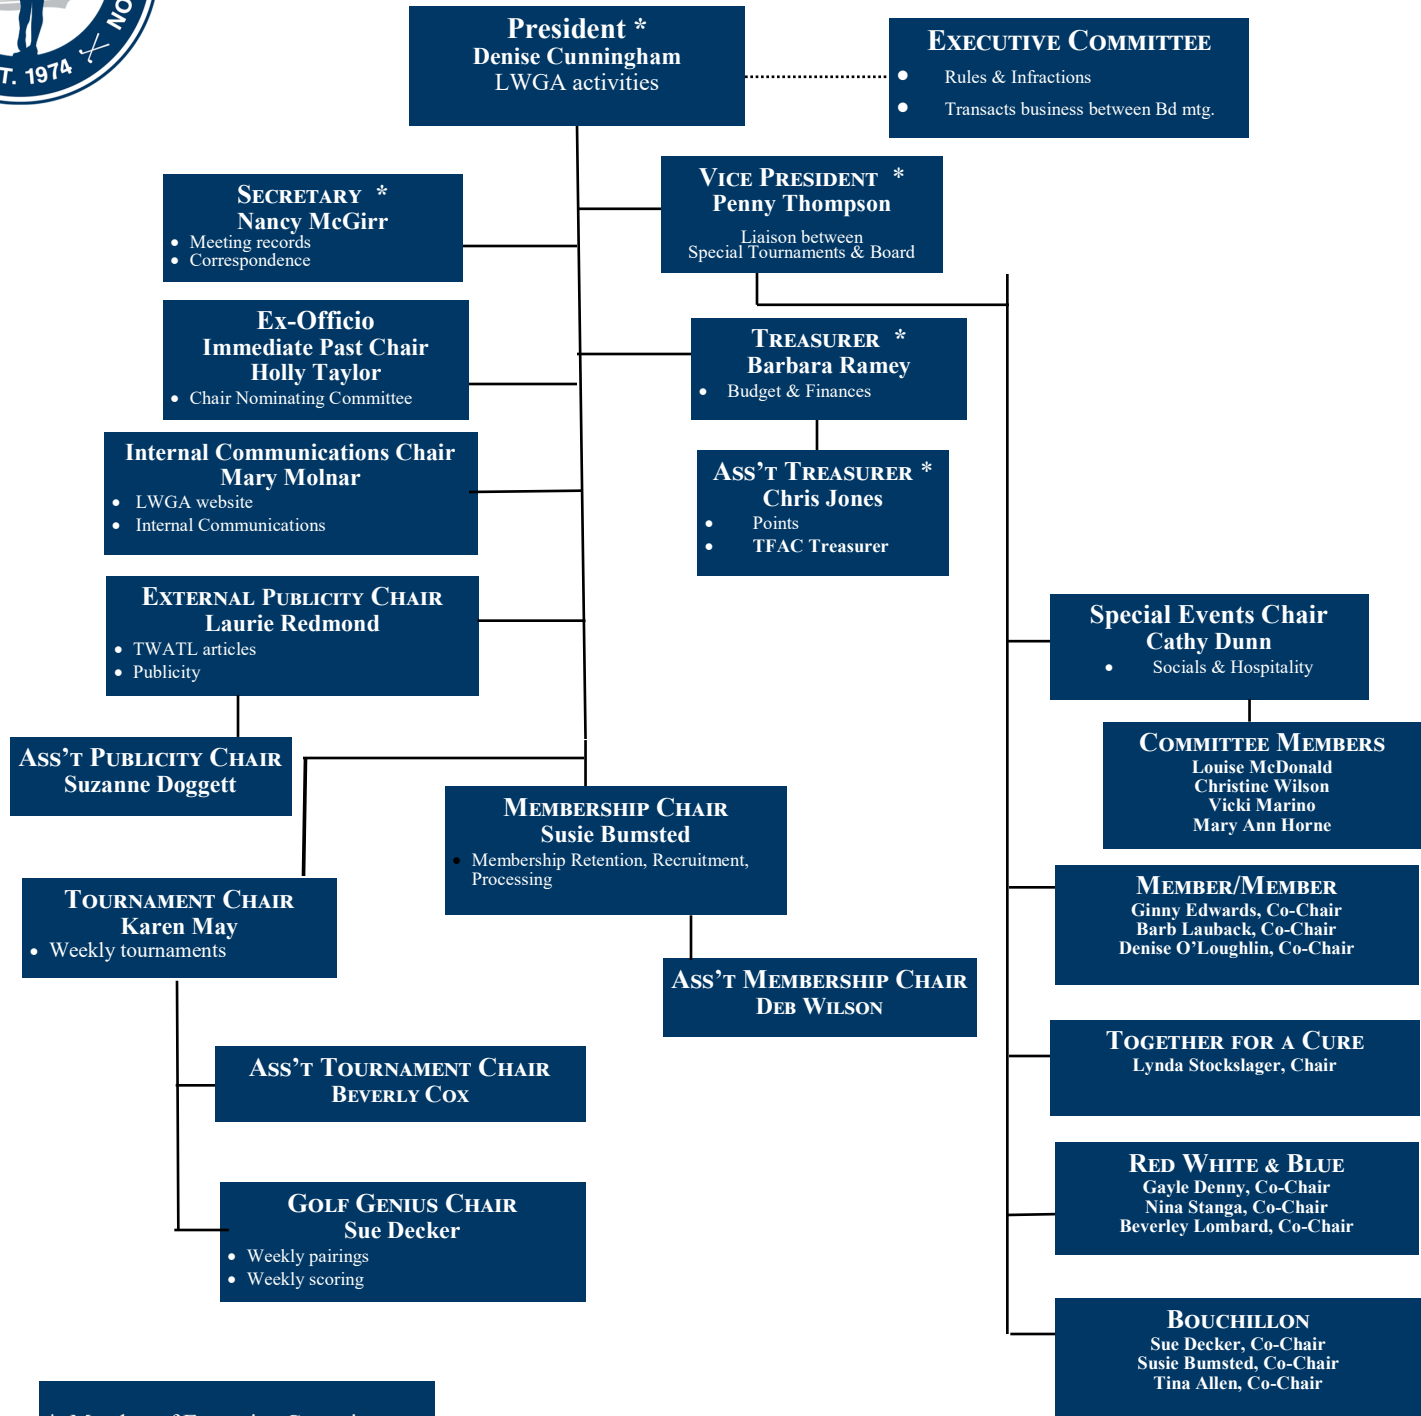 T. 1974
NO
President *
Denise Cunningham
LWGA activities
EXECUTIVE COMMITTEE
• Rules & Infractions
• Transacts business between Bd mtg.
SECRETARY *
Nancy McGirr
• Meeting records
• Correspondence
VICE PRESIDENT *
Penny Thompson
Liaison between
Special Tournaments & Board
Ex-Officio
Immediate Past Chair
Holly Taylor
• Chair Nominating Committee
TREASURER *
Barbara Ramey
• Budget & Finances
Internal Communications Chair
Mary Molnar
• LWGA website
• Internal Communications
ASS’T TREASURER *
Chris Jones
• Points
• TFAC Treasurer
EXTERNAL PUBLICITY CHAIR
Laurie Redmond
• TWATL articles
• Publicity
Special Events Chair
Cathy Dunn
• Socials & Hospitality
ASS’T PUBLICITY CHAIR
Suzanne Doggett
COMMITTEE MEMBERS
Louise McDonald
Christine Wilson
Vicki Marino
Mary Ann Horne
MEMBERSHIP CHAIR
Susie Bumsted
• Membership Retention, Recruitment,
Processing
TOURNAMENT CHAIR
Karen May
• Weekly tournaments
MEMBER/MEMBER
Ginny Edwards, Co-Chair
Barb Lauback, Co-Chair
Denise O’Loughlin, Co-Chair
ASS’T MEMBERSHIP CHAIR
DEB WILSON
TOGETHER FOR A CURE
Lynda Stockslager, Chair
ASS’T TOURNAMENT CHAIR
BEVERLY COX
RED WHITE & BLUE
Gayle Denny, Co-Chair
Nina Stanga, Co-Chair
Beverley Lombard, Co-Chair
GOLF GENIUS CHAIR
Sue Decker
• Weekly pairings
• Weekly scoring
BOUCHILLON
Sue Decker, Co-Chair
Susie Bumsted, Co-Chair
Tina Allen, Co-Chair